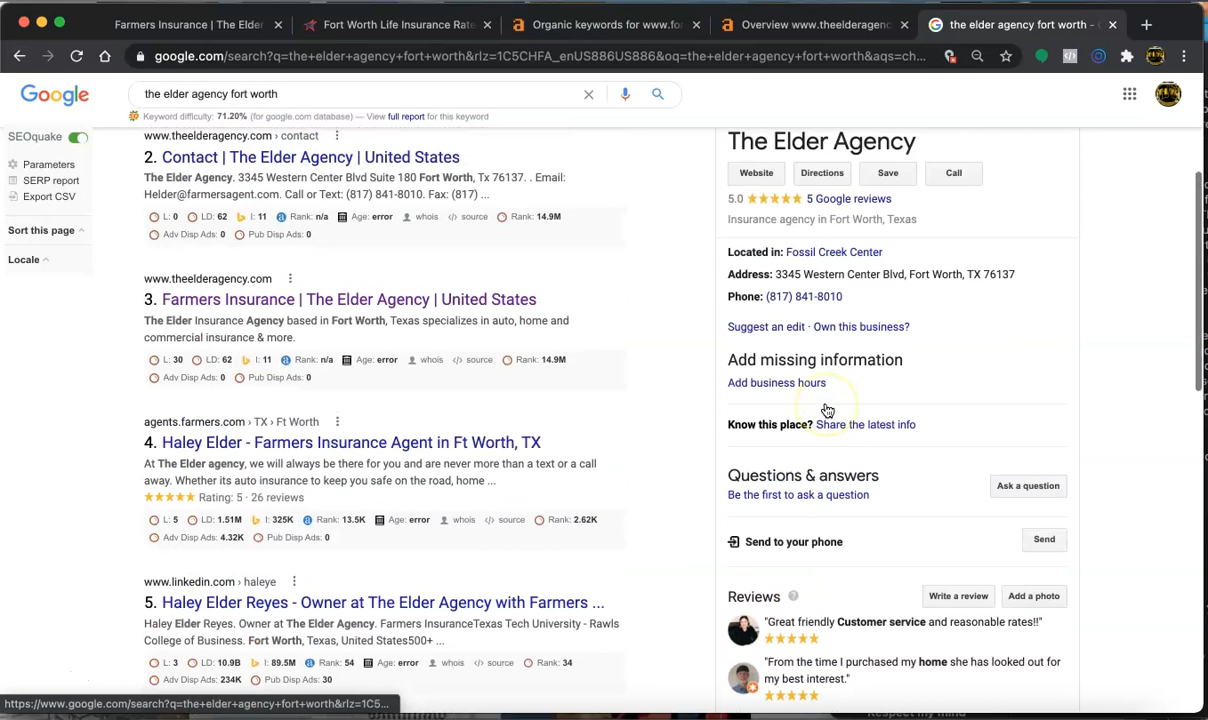 Farmers Insurance | The Elder
Fort Worth Life Insurance Rate
Organic keywords for www.fo
Overview www.theelderagenc
the elder agency fort worth -
google.com/search?q=the+elder+agency+fort+worth&rlz=1C5CHFA_enUS886US886&oq=the+elder+agency+fort+worth&aqs=ch...
Google
the elder agency fort worth
Keyword difficulty: 71.20% (for google.com database) — View full report for this keyword
SEOquake
Parameters
SERP report
Export CSV
Sort this page
Locale
www.theelderagency.com › contact
2. Contact | The Elder Agency | United States
The Elder Agency. 3345 Western Center Blvd Suite 180 Fort Worth, Tx 76137. . Email:
Helder@farmersagent.com. Call or Text: (817) 841-8010. Fax: (817) ...
L: 0 LD: 62 I: 11 Rank: n/a Age: error whois source Rank: 14.9M
Adv Disp Ads: 0 Pub Disp Ads: 0
www.theelderagency.com
3. Farmers Insurance | The Elder Agency | United States
The Elder Insurance Agency based in Fort Worth, Texas specializes in auto, home and
commercial insurance & more.
L: 30 LD: 62 I: 11 Rank: n/a Age: error whois source Rank: 14.9M
Adv Disp Ads: 0 Pub Disp Ads: 0
agents.farmers.com › TX › Ft Worth
4. Haley Elder - Farmers Insurance Agent in Ft Worth, TX
At The Elder agency, we will always be there for you and are never more than a text or a call
away. Whether its auto insurance to keep you safe on the road, home ...
Rating: 5 · 26 reviews
L: 5 LD: 1.51M I: 325K Rank: 13.5K Age: error whois source Rank: 2.62K
Adv Disp Ads: 4.32K Pub Disp Ads: 0
www.linkedin.com › haleye
5. Haley Elder Reyes - Owner at The Elder Agency with Farmers ...
Haley Elder Reyes. Owner at The Elder Agency. Farmers InsuranceTexas Tech University - Rawls
College of Business. Fort Worth, Texas, United States500+ ...
L: 3 LD: 10.9B I: 89.5M Rank: 54 Age: error whois source Rank: 34
Adv Disp Ads: 234K Pub Disp Ads: 30
https://www.google.com/search?q=the+elder+agency+fort+worth&rlz=1C5...
The Elder Agency
Website Directions Save Call
5.0 5 Google reviews
Insurance agency in Fort Worth, Texas
Located in: Fossil Creek Center
Address: 3345 Western Center Blvd, Fort Worth, TX 76137
Phone: (817) 841-8010
Suggest an edit · Own this business?
Add missing information
Add business hours
Know this place? Share the latest info
Questions & answers
Be the first to ask a question
Ask a question
Send to your phone
Send
Reviews
Write a review Add a photo
"Great friendly Customer service and reasonable rates!!"
"From the time I purchased my home she has looked out for
my best interest."